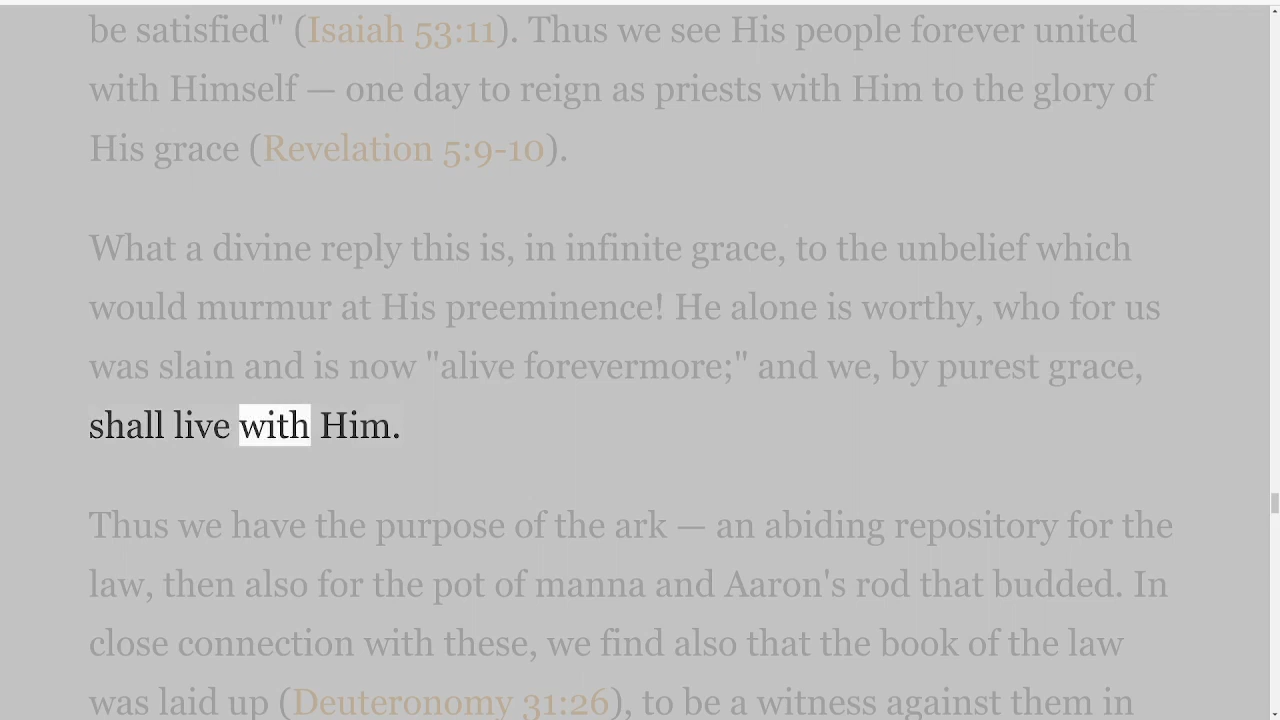 be satisfied" (Isaiah 53:11). Thus we see His people forever united
with Himself — one day to reign as priests with Him to the glory of
His grace (Revelation 5:9-10).
What a divine reply this is, in infinite grace, to the unbelief which
would murmur at His preeminence! He alone is worthy, who for us
was slain and is now "alive forevermore;" and we, by purest grace,
shall live with Him.
Thus we have the purpose of the ark — an abiding repository for the
law, then also for the pot of manna and Aaron's rod that budded. In
close connection with these, we find also that the book of the law
was laid up (Deuteronomy 31:26), to be a witness against them in